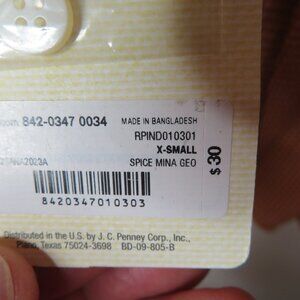 842-0347 0034 MADE IN BANGLADESH
RPIND010301
X-SMALL
SPICE MINA GEO
$30
8420347010303
Distributed in the U.S. by J. C. Penney Corp., Inc.,
Plano, Texas 75024-3698 BD-09-805-B